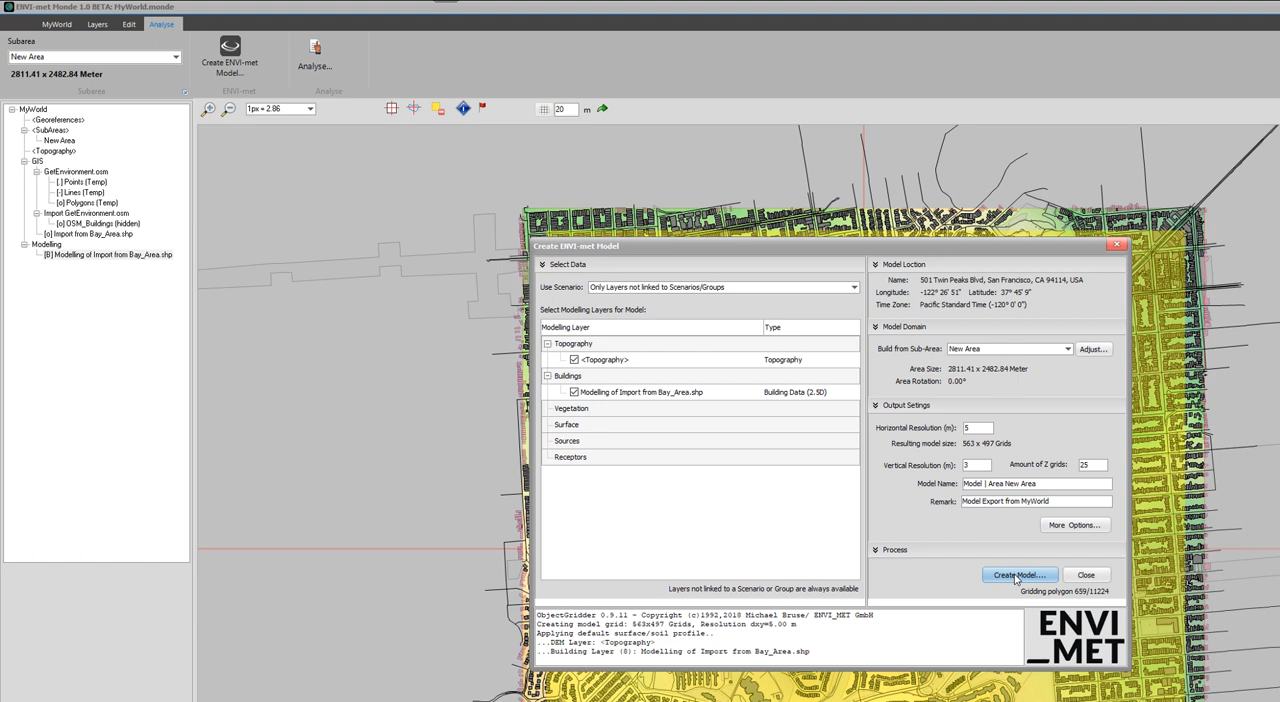 ENVI-met Monde 1.0 BETA: MyWorld.monde
MyWorld Layers Edit Analyse
Subarea
New Area
2811.41 x 2482.84 Meter
Subarea
Create ENVI-met
Model...
ENVI-met
Analyse...
Analyse
1px = 2.86
20 m
MyWorld
<Georeferences>
<SubAreas>
New Area
<Topography>
GIS
GetEnvironment.osm
[.] Points (Temp)
[-] Lines (Temp)
[o] Polygons (Temp)
Import GetEnvironment.osm
[o] OSM_Buildings (hidden)
[o] Import from Bay_Area.shp
Modelling
[B] Modelling of Import from Bay_Area.shp
Create ENVI-met Model
Select Data
Use Scenario: Only Layers not linked to Scenarios/Groups
Select Modelling Layers for Model:
Modelling Layer Type
Topography
<Topography> Topography
Buildings
Modelling of Import from Bay_Area.shp Building Data (2.5D)
Vegetation
Surface
Sources
Receptors
Layers not linked to a Scenario or Group are always available
Model Loction
Name: 501 Twin Peaks Blvd, San Francisco, CA 94114, USA
Longitude: -122° 26' 51" Latitude: 37° 45' 9"
Time Zone: Pacific Standard Time (-120° 0' 0")
Model Domain
Build from Sub-Area: New Area Adjust...
Area Size: 2811.41 x 2482.84 Meter
Area Rotation: 0.00°
Output Setings
Horizontal Resolution (m): 5
Resulting model size: 563 x 497 Grids
Vertical Resolution (m): 3 Amount of Z grids: 25
Model Name: Model | Area New Area
Remark: Model Export from MyWorld
More Options...
Process
Create Model.... Close
Gridding polygon 659/11224
ObjectGridder 0.9.11 - Copyright (c)1992,2018 Michael Bruse/ ENVI_MET GmbH
Creating model grid: 563x497 Grids, Resolution dxy=5.00 m
Applying default surface/soil profile..
...DEM Layer: <Topography>
...Building Layer (8): Modelling of Import from Bay_Area.shp
ENVI
_MET